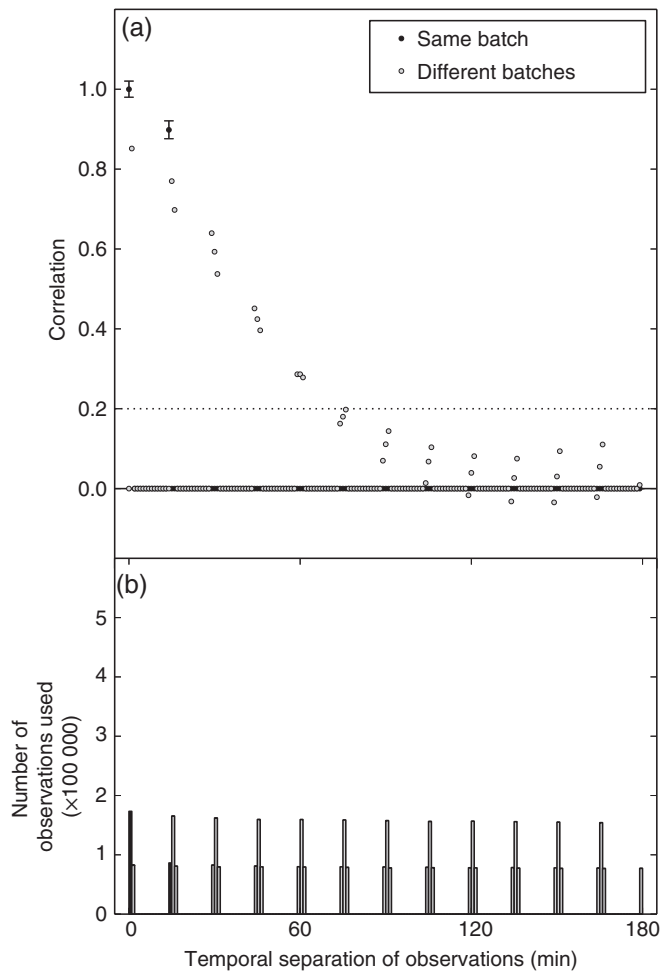 (a)
Same batch
Different batches
1.0
0.8
0.6
0.4
0.2
0.0
Correlation
(b)
5
4
3
2
1
0
Number of
observations used
(×100 000)
0 60 120 180
Temporal separation of observations (min)